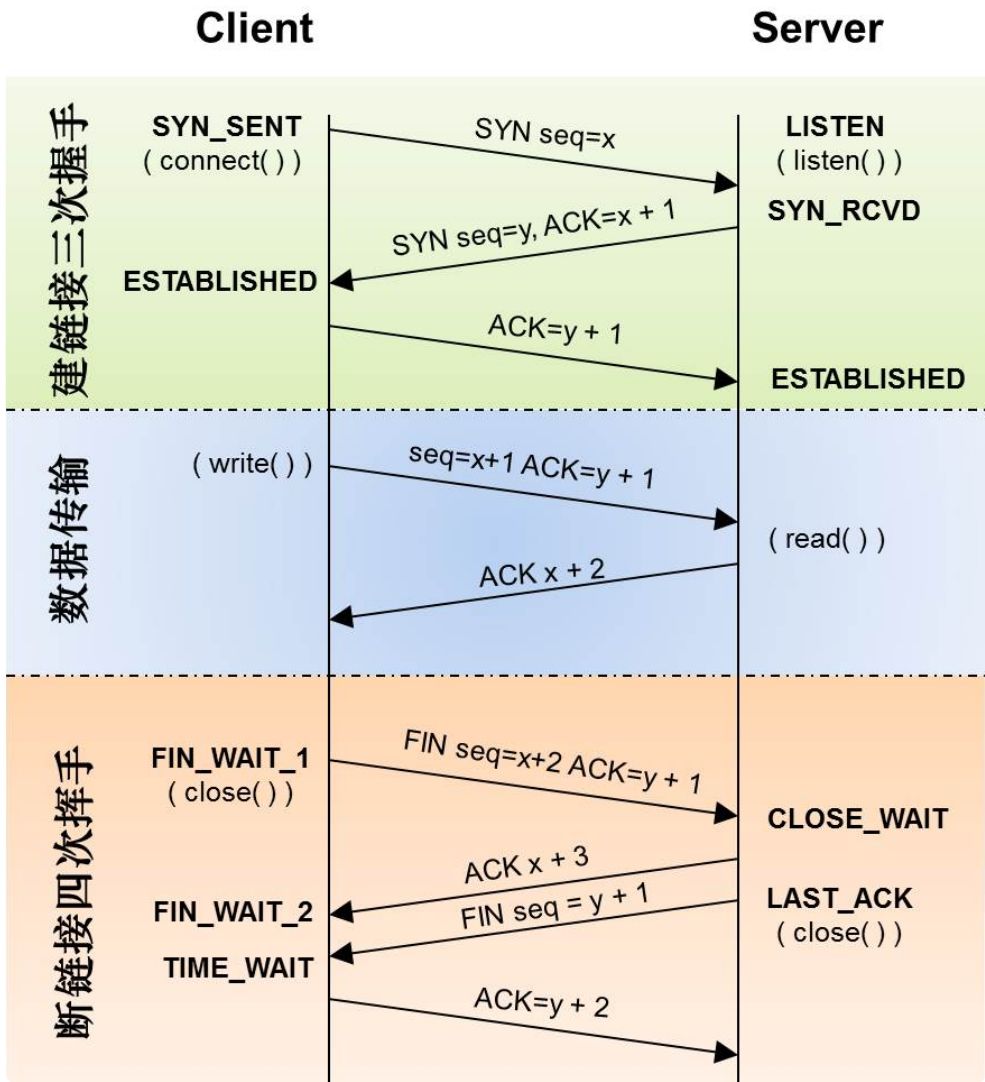 Client
Server
建链接三次握手
SYN_SENT
( connect( ) )
SYN seq=x
LISTEN
( listen( ) )
SYN_RCVD
SYN seq=y, ACK=x + 1
ESTABLISHED
ACK=y + 1
ESTABLISHED
数据传输
( write( ) )
seq=x+1 ACK=y + 1
( read( ) )
ACK x + 2
断链接四次挥手
FIN_WAIT_1
( close( ) )
FIN seq=x+2 ACK=y + 1
CLOSE_WAIT
ACK x + 3
FIN_WAIT_2
FIN seq = y + 1
LAST_ACK
( close( ) )
TIME_WAIT
ACK=y + 2